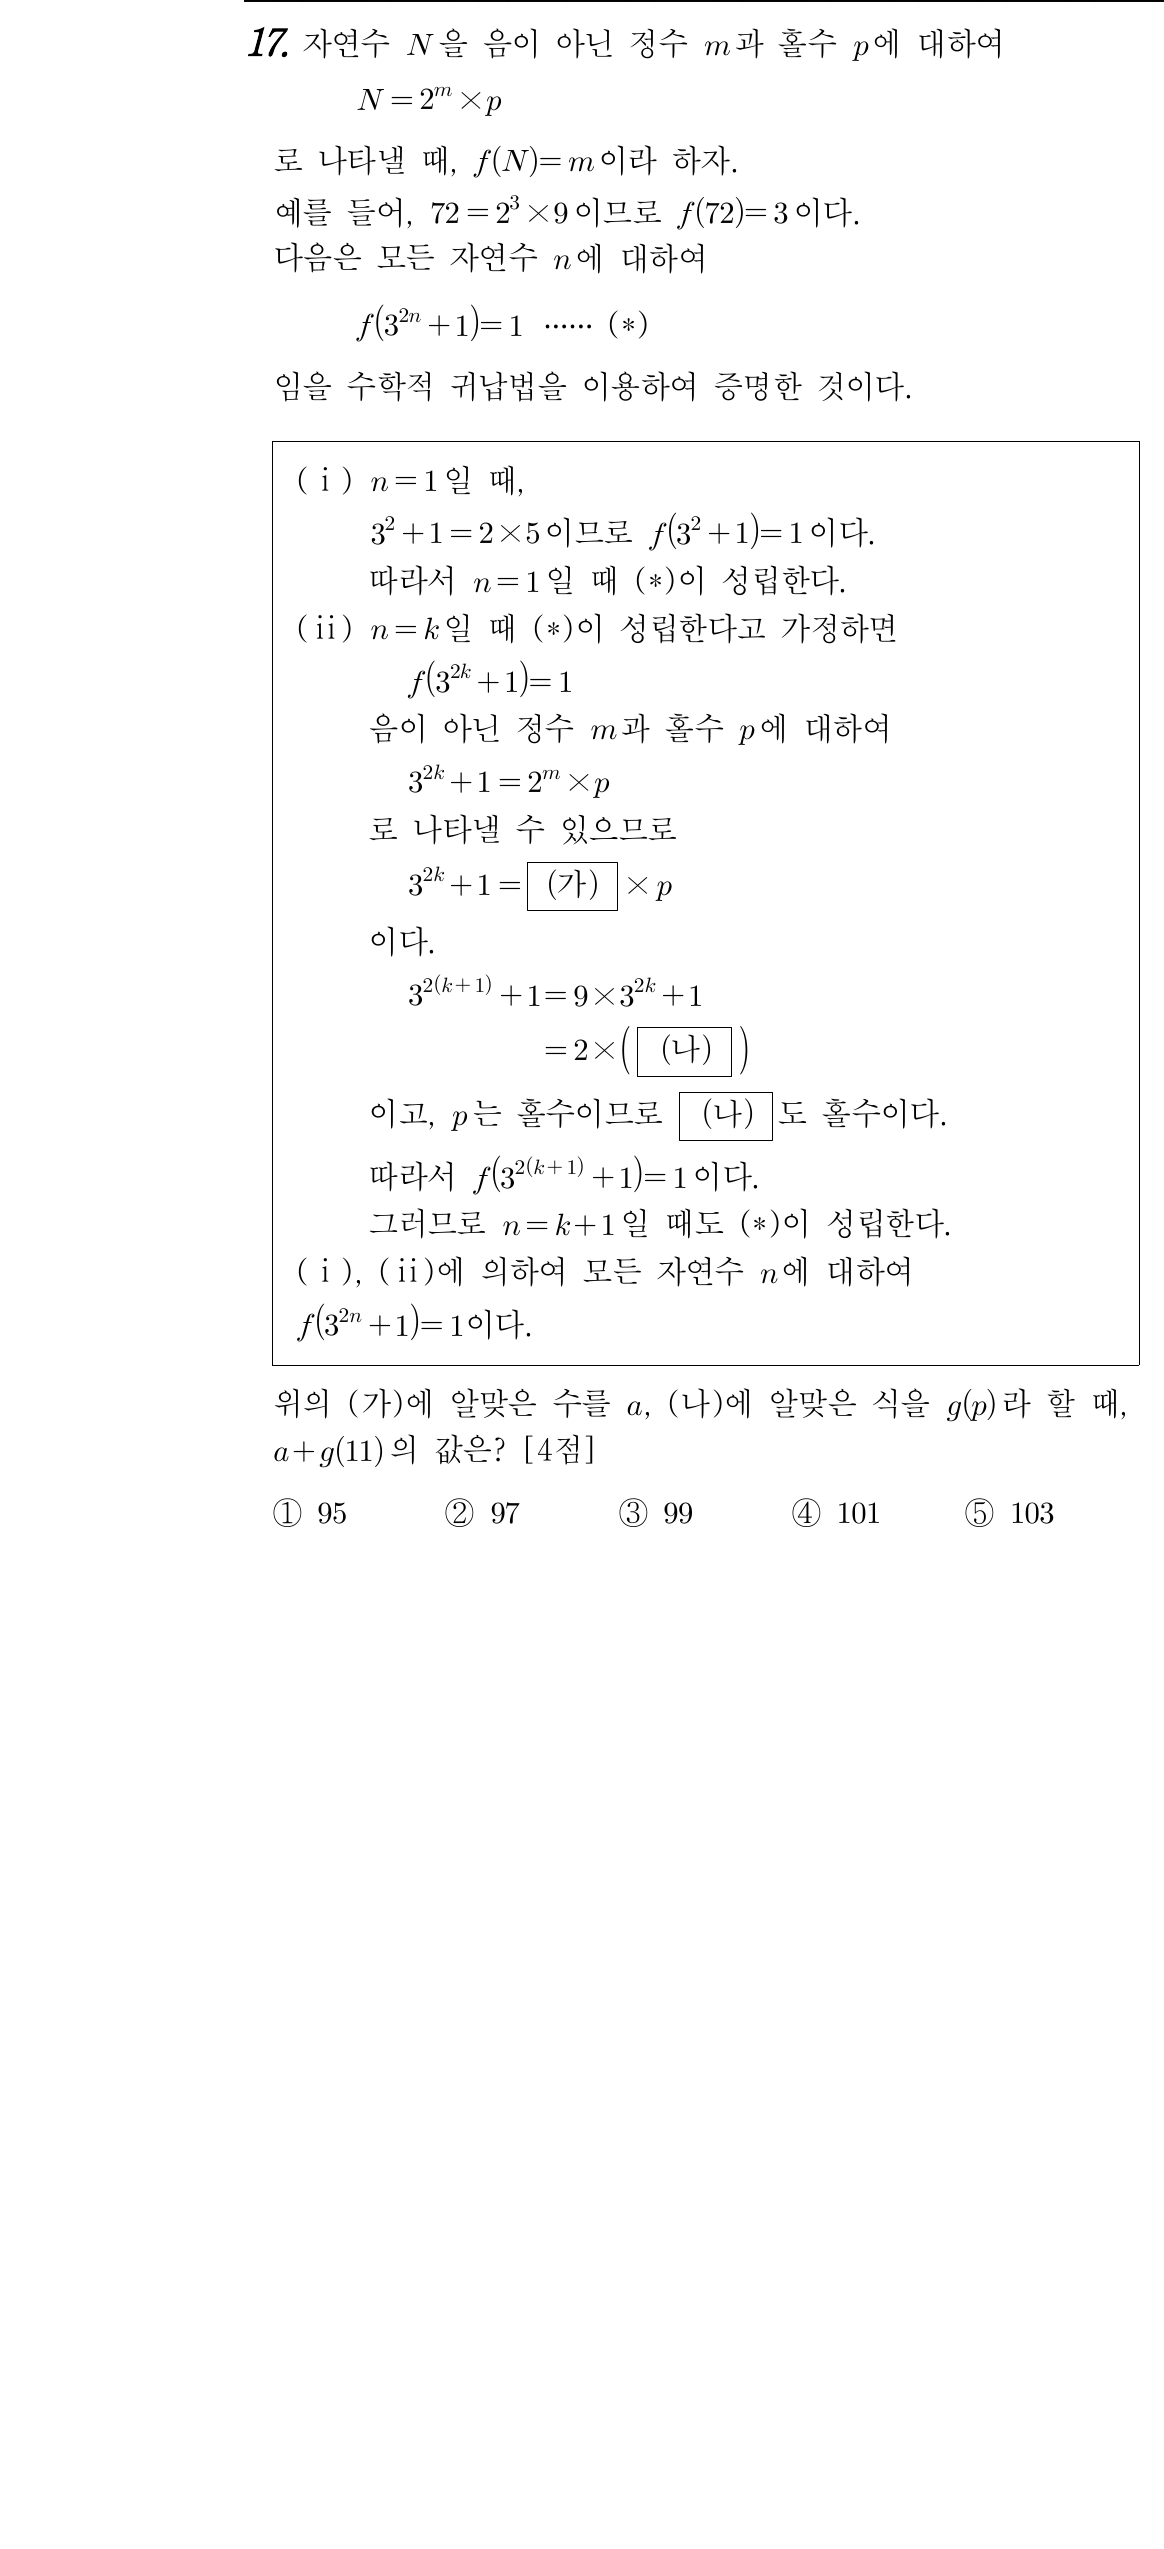 17. 자연수 N을 음이 아닌 정수 m과 홀수 p에 대하여
N = 2^m × p
로 나타낼 때, f(N) = m이라 하자.
예를 들어, 72 = 2^3 × 9이므로 f(72) = 3이다.
다음은 모든 자연수 n에 대하여
f(3^{2n} + 1) = 1 ⋯⋯ (*)
임을 수학적 귀납법을 이용하여 증명한 것이다.
(ⅰ) n = 1일 때,
3^2 + 1 = 2 × 5이므로 f(3^2 + 1) = 1이다.
따라서 n = 1일 때 (*)이 성립한다.
(ⅱ) n = k일 때 (*)이 성립한다고 가정하면
f(3^{2k} + 1) = 1
음이 아닌 정수 m과 홀수 p에 대하여
3^{2k} + 1 = 2^m × p
로 나타낼 수 있으므로
3^{2k} + 1 = (가) × p
이다.
3^{2(k+1)} + 1 = 9 × 3^{2k} + 1
= 2 × ( (나) )
이고, p는 홀수이므로 (나) 도 홀수이다.
따라서 f(3^{2(k+1)} + 1) = 1이다.
그러므로 n = k + 1일 때도 (*)이 성립한다.
(ⅰ), (ⅱ)에 의하여 모든 자연수 n에 대하여
f(3^{2n} + 1) = 1이다.
위의 (가)에 알맞은 수를 a, (나)에 알맞은 식을 g(p)라 할 때,
a + g(11)의 값은? [4점]
① 95 ② 97 ③ 99 ④ 101 ⑤ 103